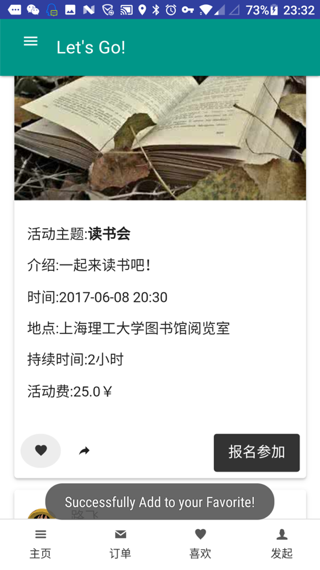 73% 23:32
Let's Go!
活动主题:读书会
介绍:一起来读书吧!
时间:2017-06-08 20:30
地点:上海理工大学图书馆阅览室
持续时间:2小时
活动费:25.0￥
报名参加
Successfully Add to your Favorite!
主页
订单
喜欢
发起